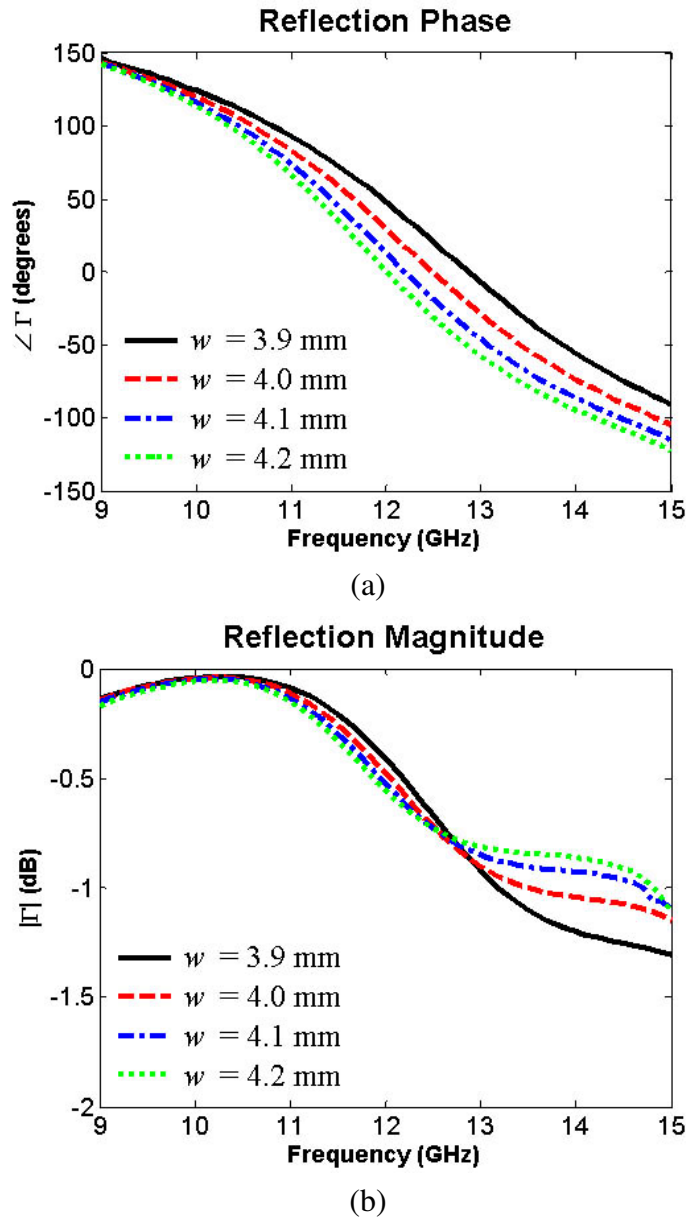 Reflection Phase
150
100
50
0
-50
-100
-150
∠Γ (degrees)
w = 3.9 mm
w = 4.0 mm
w = 4.1 mm
w = 4.2 mm
9 10 11 12 13 14 15
Frequency (GHz)
(a)
Reflection Magnitude
0
-0.5
-1
-1.5
-2
|Γ| (dB)
w = 3.9 mm
w = 4.0 mm
w = 4.1 mm
w = 4.2 mm
9 10 11 12 13 14 15
Frequency (GHz)
(b)